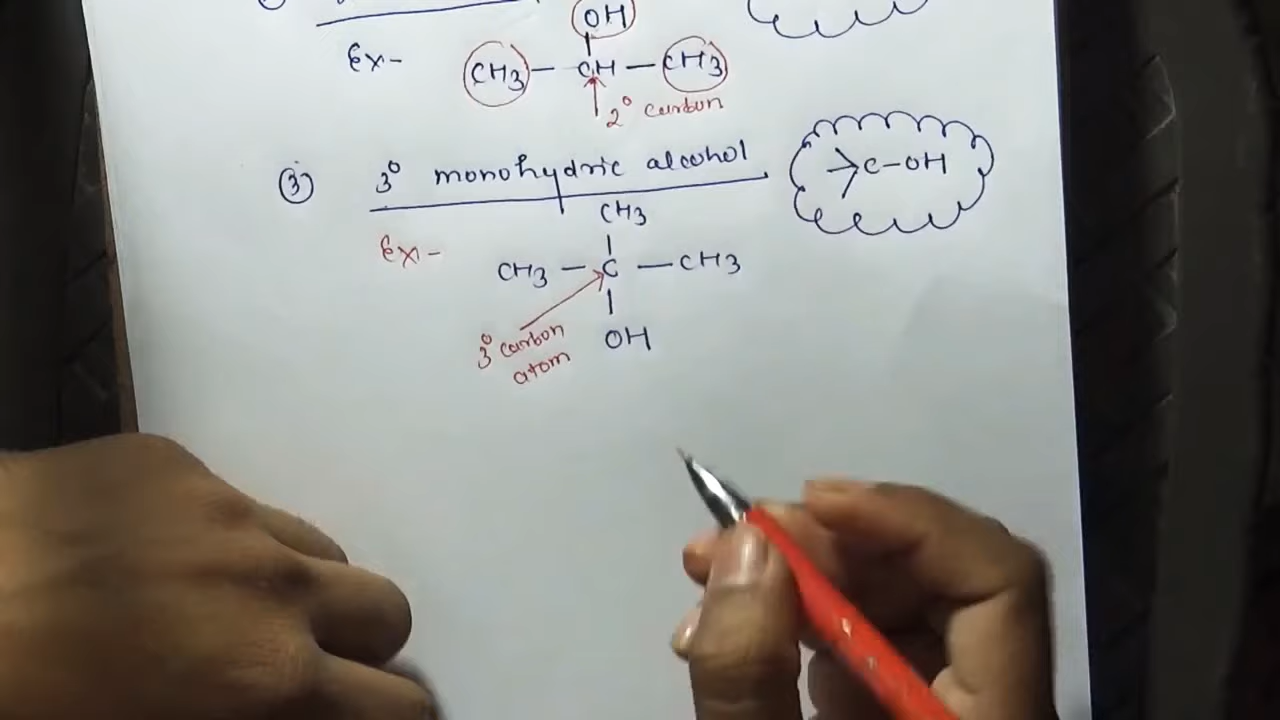 OH
Ex- CH3 - CH - CH3
2° carbon
③ 3° monohydric alcohol
>C-OH
CH3
Ex- CH3 - C - CH3
3° carbon
atom
OH